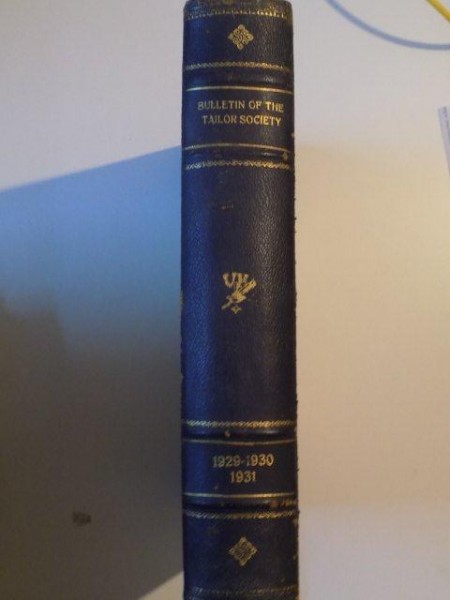 BULLETIN OF THE
TAILOR SOCIETY
1929-1930
1931